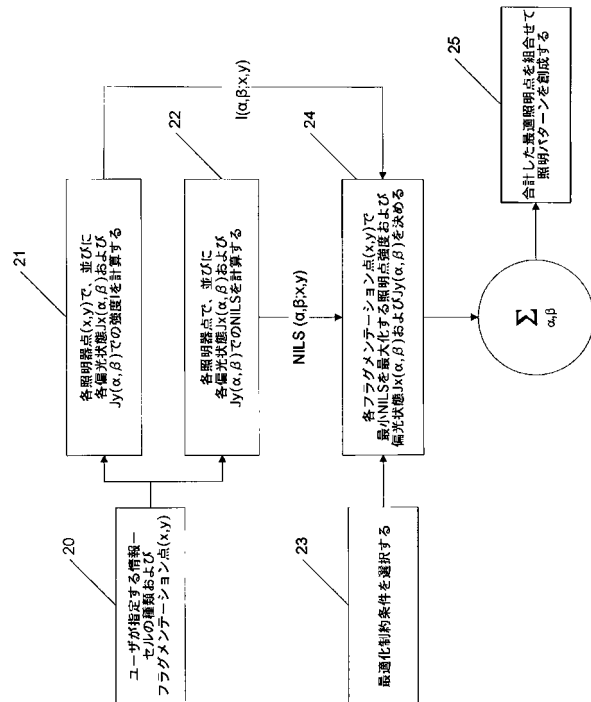 20
ユーザが指定する情報ー
セルの種類および
フラグメンテーション点(x,y)
21
各照明器点(x,y)で、並びに
各偏光状態Jx(α,β)および
Jy(α,β)での強度Iを計算する
22
各照明器点で、並びに
各偏光状態Jx(α,β)および
Jy(α,β)でのNILSを計算する
I(α,β;x,y)
NILS (α,β;x,y)
23
最適化制約条件を選択する
24
各フラグメンテーション点(x,y)で
最小NILSを最大化する照明点強度および
偏光状態Jx(α,β)およびJy(α,β)を決める
Σ
α,β
25
合計した最適照明点を組合せて
照明パターンを創成する